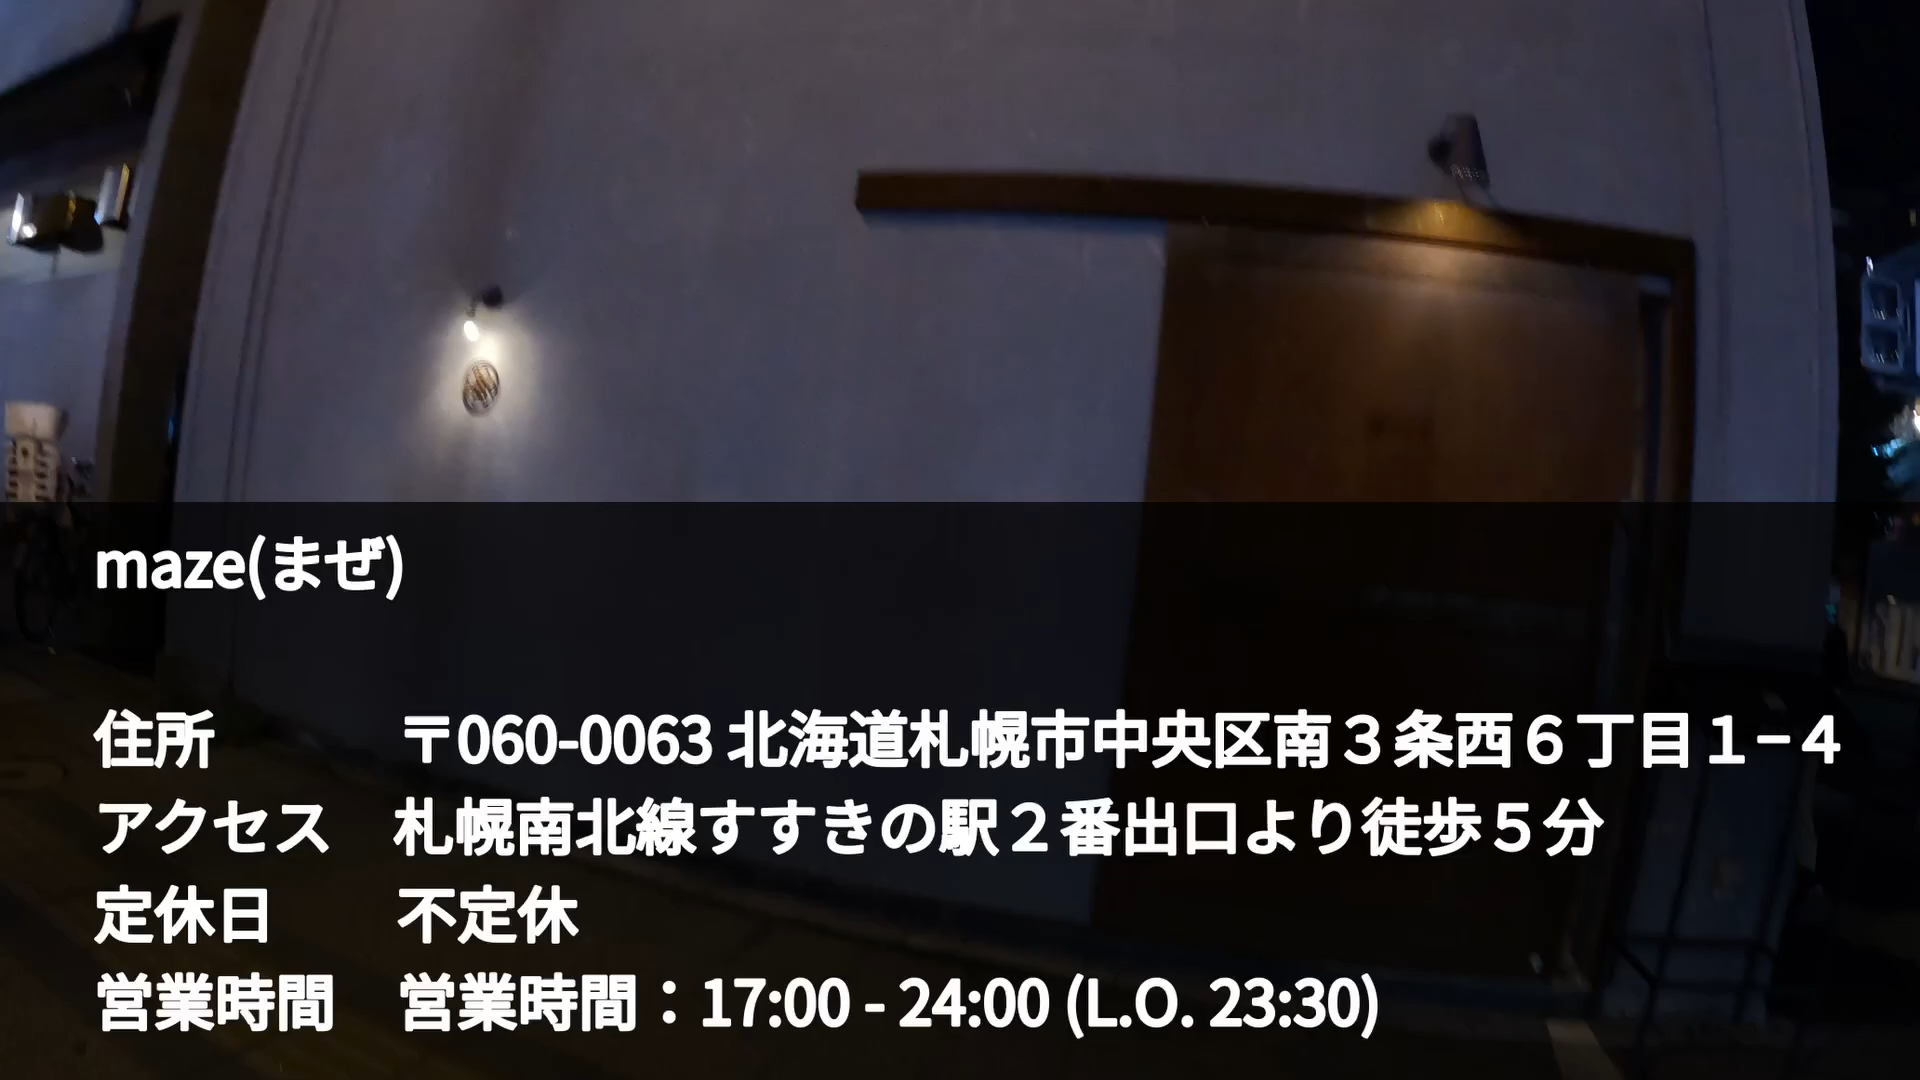 maze(まぜ)
住所 〒060-0063 北海道札幌市中央区南３条西６丁目１−４
アクセス 札幌南北線すすきの駅２番出口より徒歩５分
定休日 不定休
営業時間 営業時間：17:00 - 24:00 (L.O. 23:30)